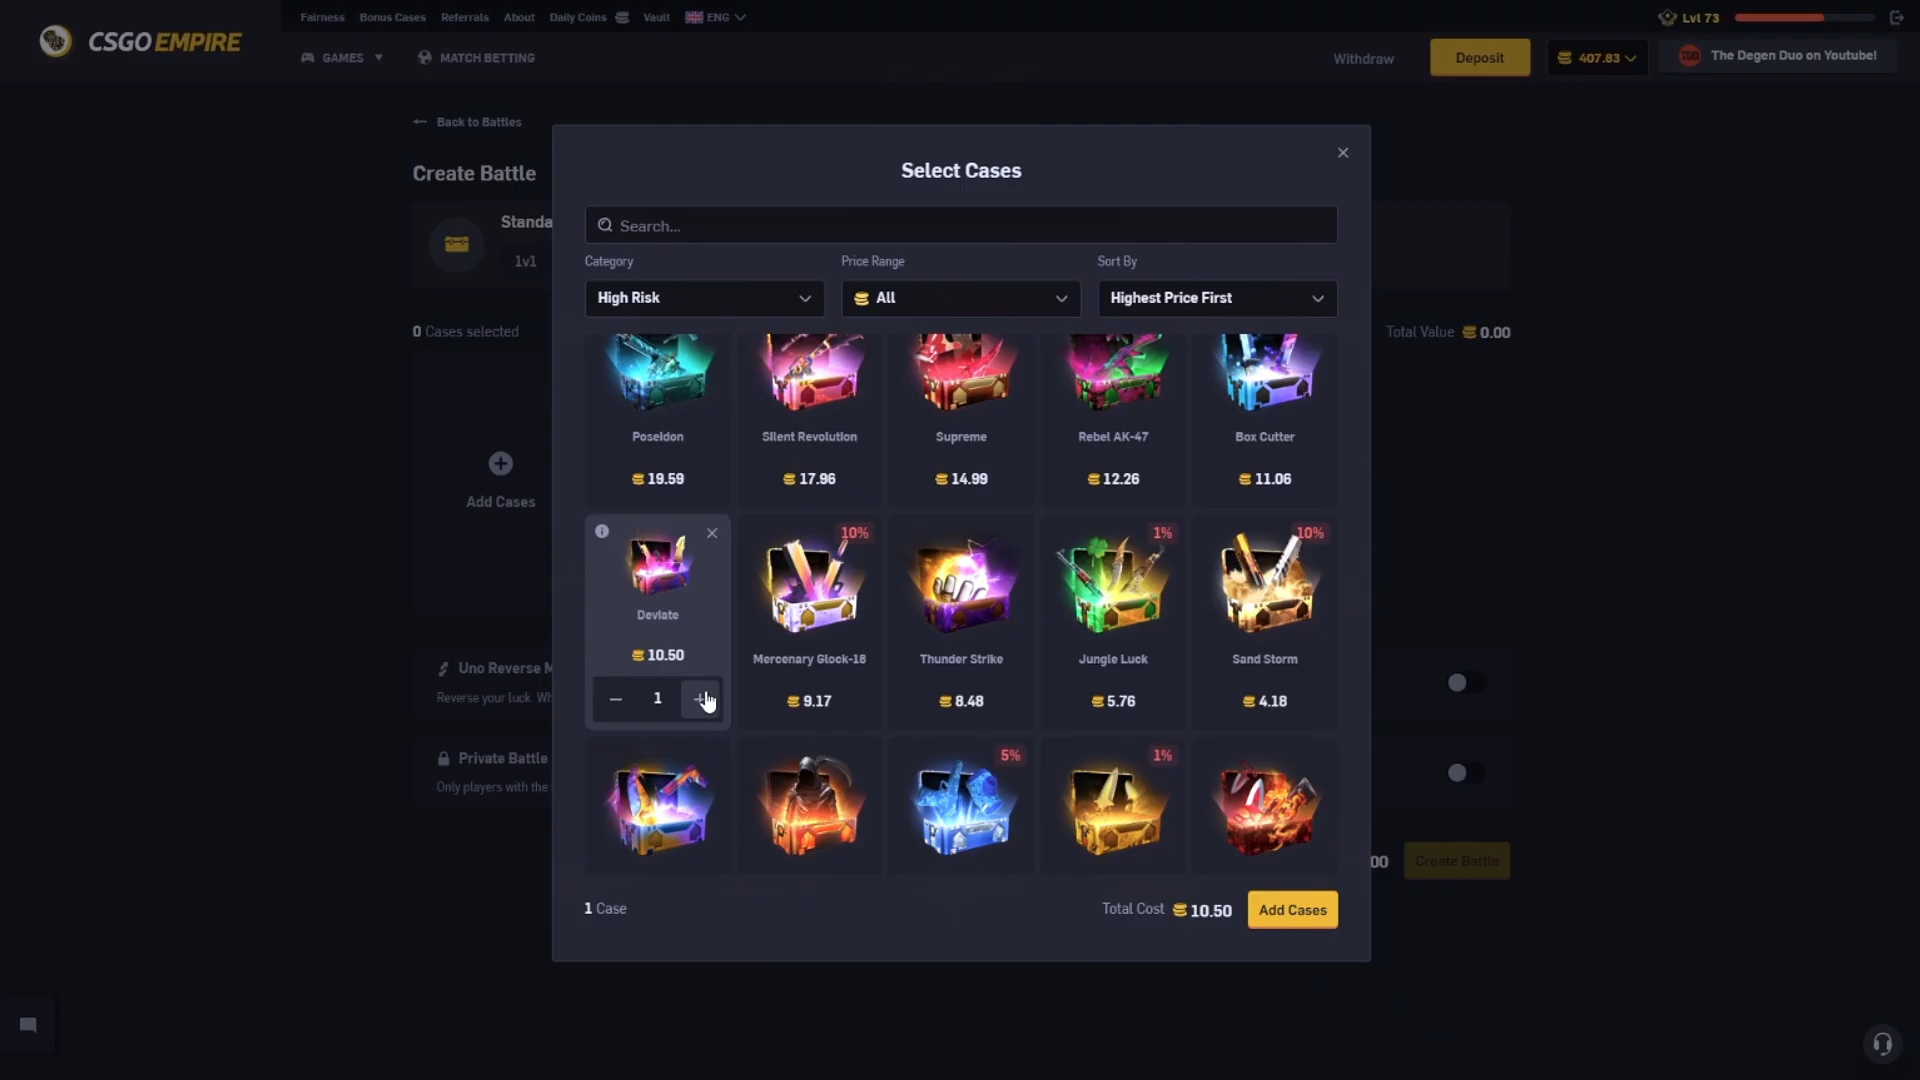 Fairness Bonus Cases Referrals About Daily Coins Vault ENG Lvl 73
CSGOEMPIRE
GAMES MATCH BETTING Withdraw Deposit 407.83 The Degen Duo on Youtube!
Back to Battles
Create Battle
Standa
1v1
0 Cases selected
Total Value 0.00
Add Cases
Uno Reverse M
Reverse your luck. Wh
Private Battle
Only players with the
00 Create Battle
Select Cases
Search...
Category Price Range Sort By
High Risk All Highest Price First
Poseidon Silent Revolution Supreme Rebel AK-47 Box Cutter
19.59 17.96 14.99 12.26 11.06
10% 1% 10%
Deviate
10.50
1
Mercenary Glock-18 Thunder Strike Jungle Luck Sand Storm
9.17 8.48 5.76 4.18
5% 1%
1 Case Total Cost 10.50 Add Cases